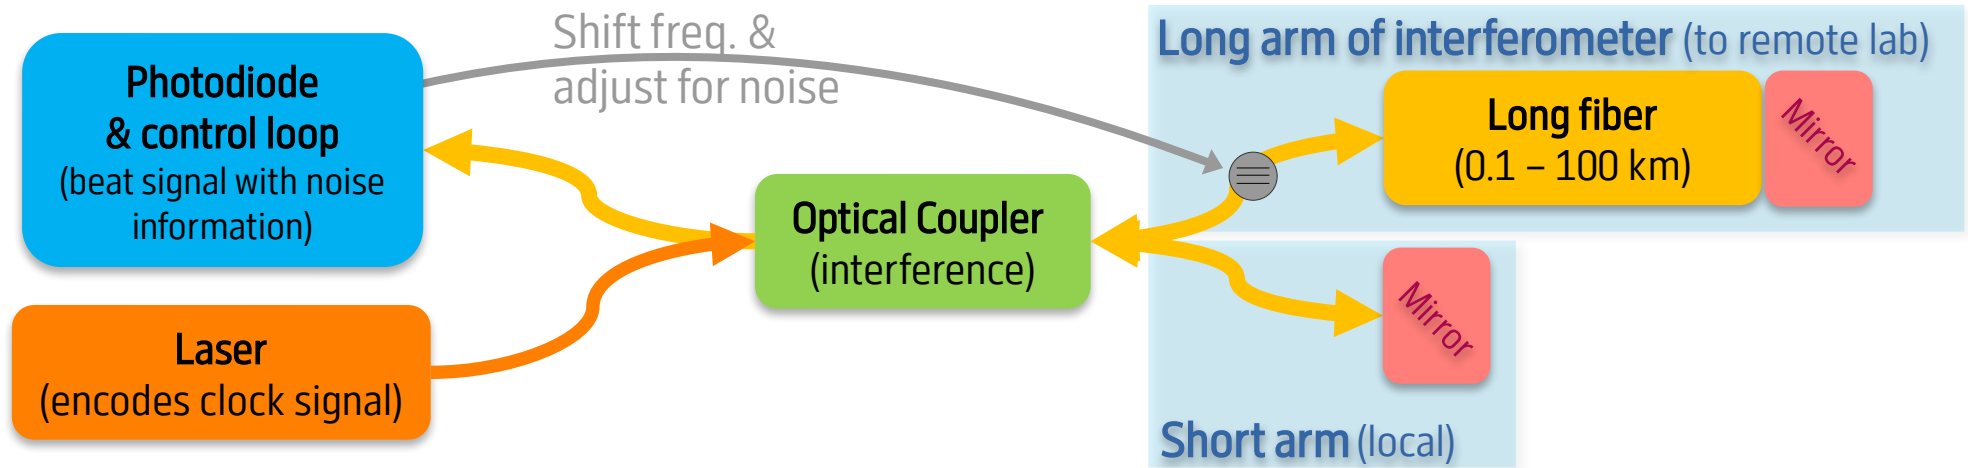 Photodiode
& control loop
(beat signal with noise
information)
Laser
(encodes clock signal)
Shift freq. &
adjust for noise
Optical Coupler
(interference)
Long arm of interferometer (to remote lab)
Long fiber
(0.1 – 100 km)
Mirror
Mirror
Short arm (local)